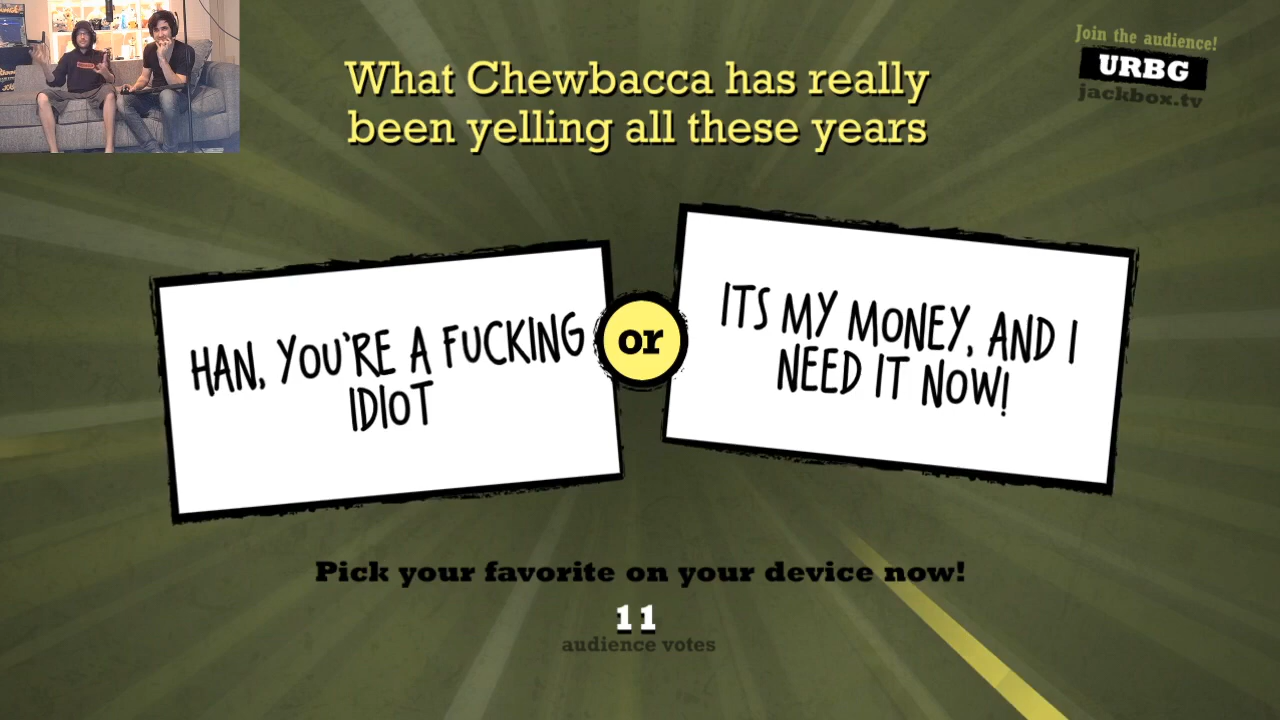 What Chewbacca has really
been yelling all these years
Join the audience!
URBG
jackbox.tv
HAN, YOU'RE A FUCKING
IDIOT
or
ITS MY MONEY, AND I
NEED IT NOW!
Pick your favorite on your device now!
11
audience votes